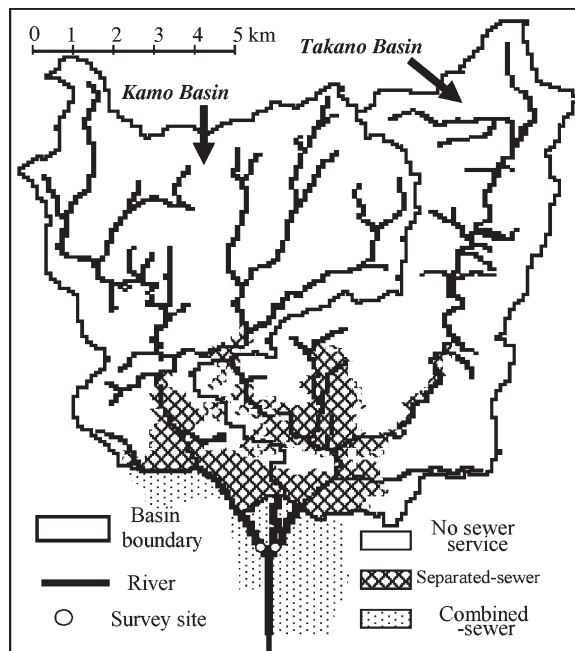 0 1 2 3 4 5 km
Takano Basin
Kamo Basin
Basin
boundary
River
Survey site
No sewer
service
Separated-sewer
Combined
-sewer